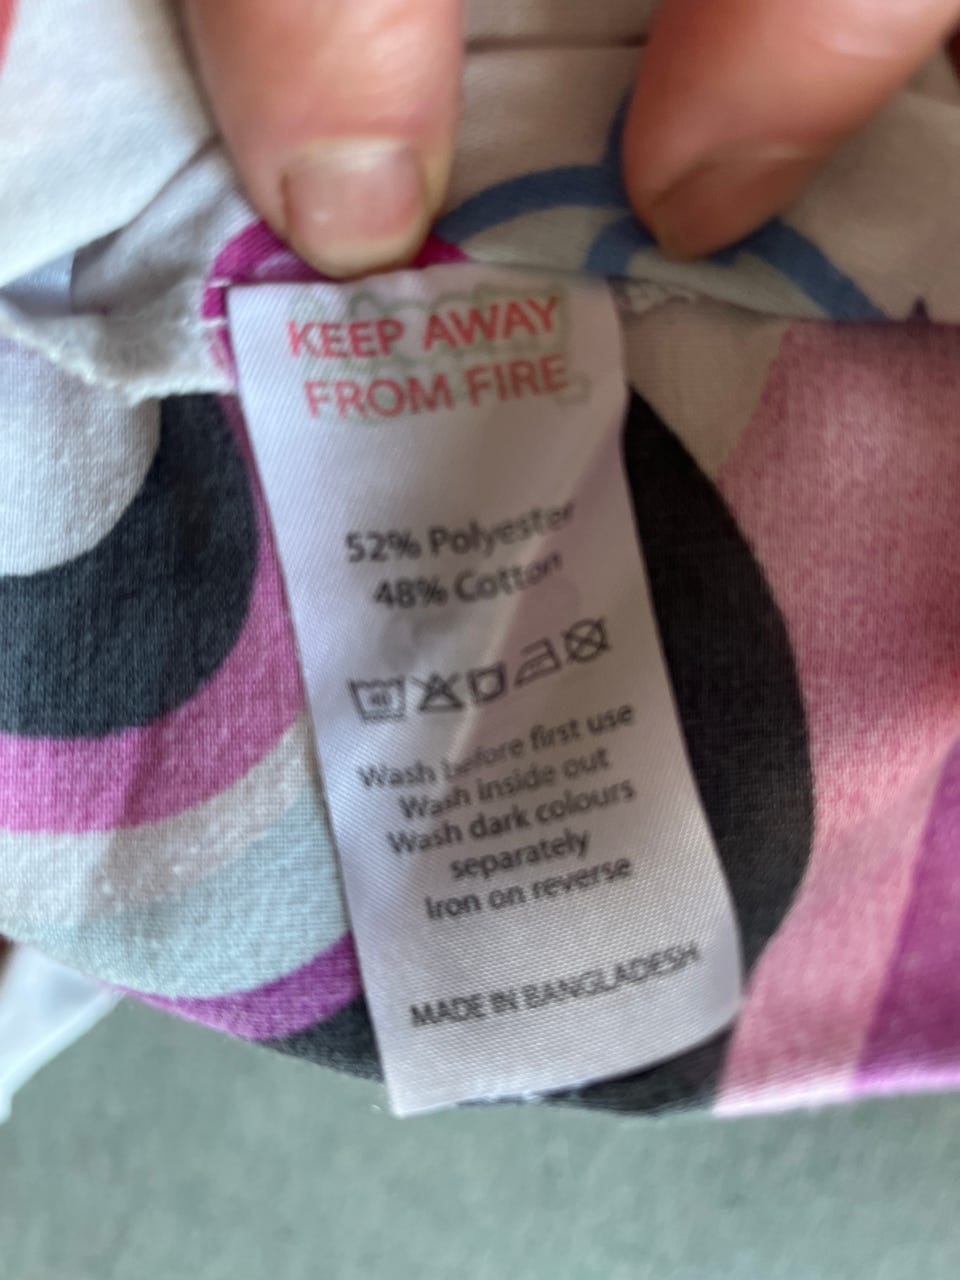 KEEP AWAY
FROM FIRE
52% Polyester
48% Cotton
40
Wash before first use
Wash inside out
Wash dark colours
separately
Iron on reverse
MADE IN BANGLADESH